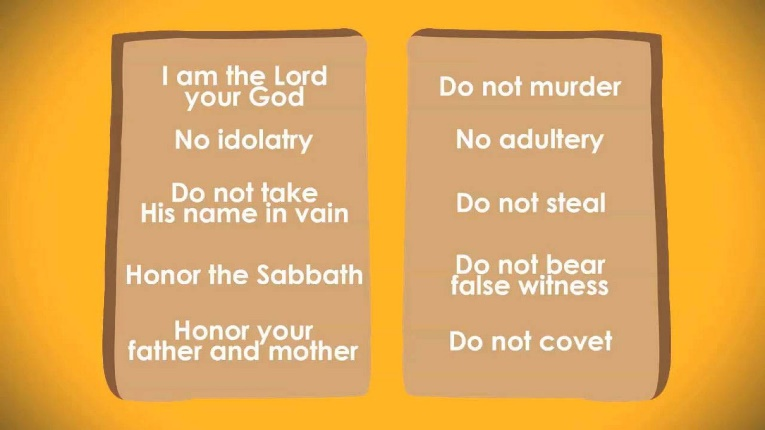 I am the Lord
your God
No idolatry
Do not take
His name in vain
Honor the Sabbath
Honor your
father and mother
Do not murder
No adultery
Do not steal
Do not bear
false witness
Do not covet